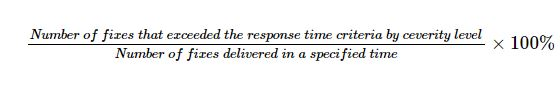 Number of fixes that exceeded the response time criteria by ceverity level
Number of fixes delivered in a specified time
× 100%